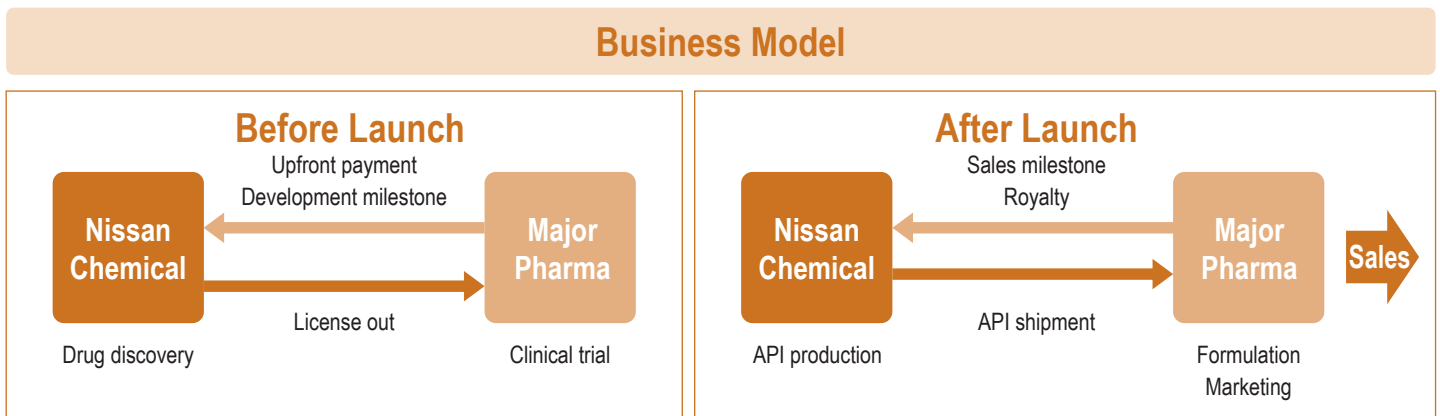 Business Model
Before Launch
Upfront payment
Development milestone
Nissan
Chemical
Major
Pharma
License out
Drug discovery
Clinical trial
After Launch
Sales milestone
Royalty
Nissan
Chemical
Major
Pharma
Sales
API shipment
API production
Formulation
Marketing